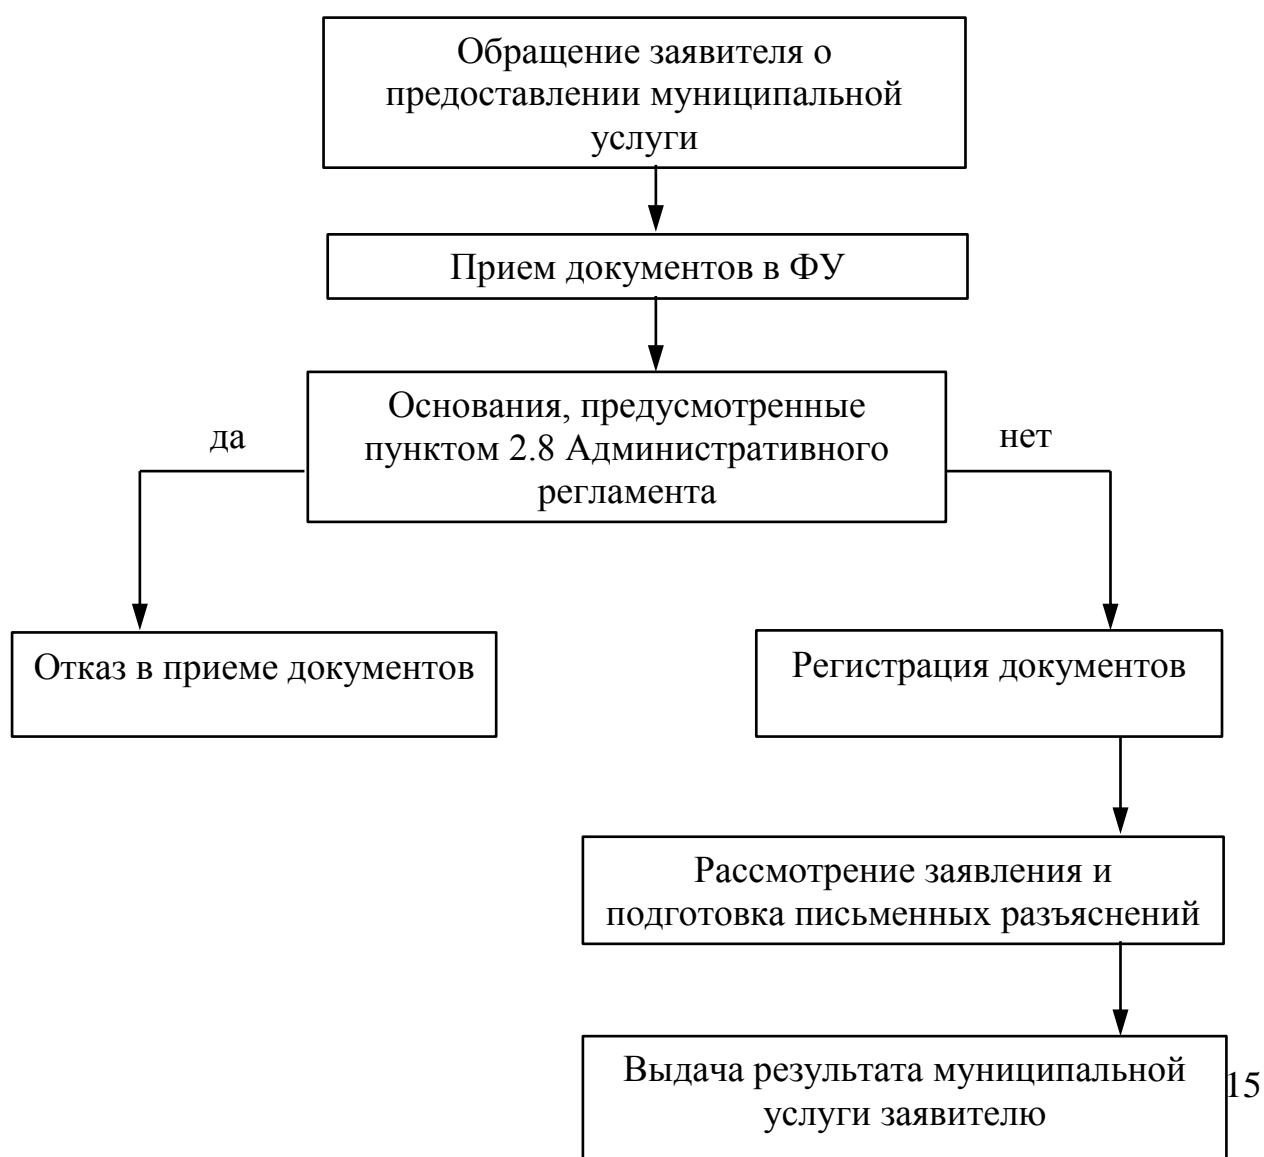 Обращение заявителя о
предоставлении муниципальной
услуги
Прием документов в ФУ
Основания, предусмотренные
пунктом 2.8 Административного
регламента
да
нет
Отказ в приеме документов
Регистрация документов
Рассмотрение заявления и
подготовка письменных разъяснений
Выдача результата муниципальной
услуги заявителю
15